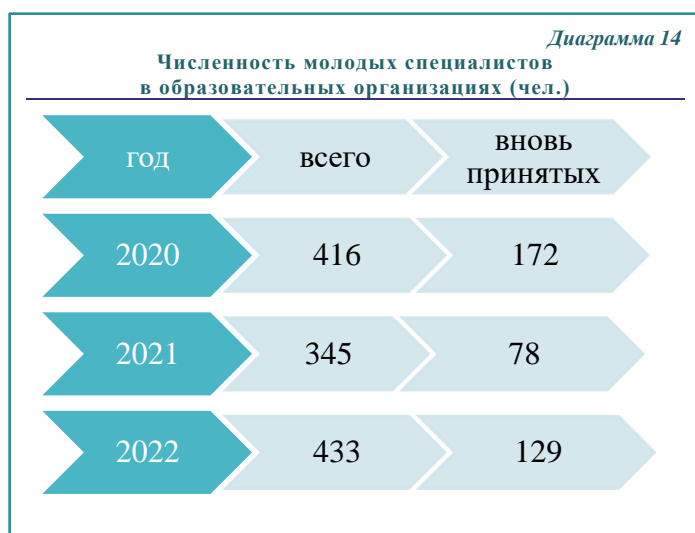 Диаграмма 14
Численность молодых специалистов
в образовательных организациях (чел.)
год всего вновь
принятых
2020 416 172
2021 345 78
2022 433 129